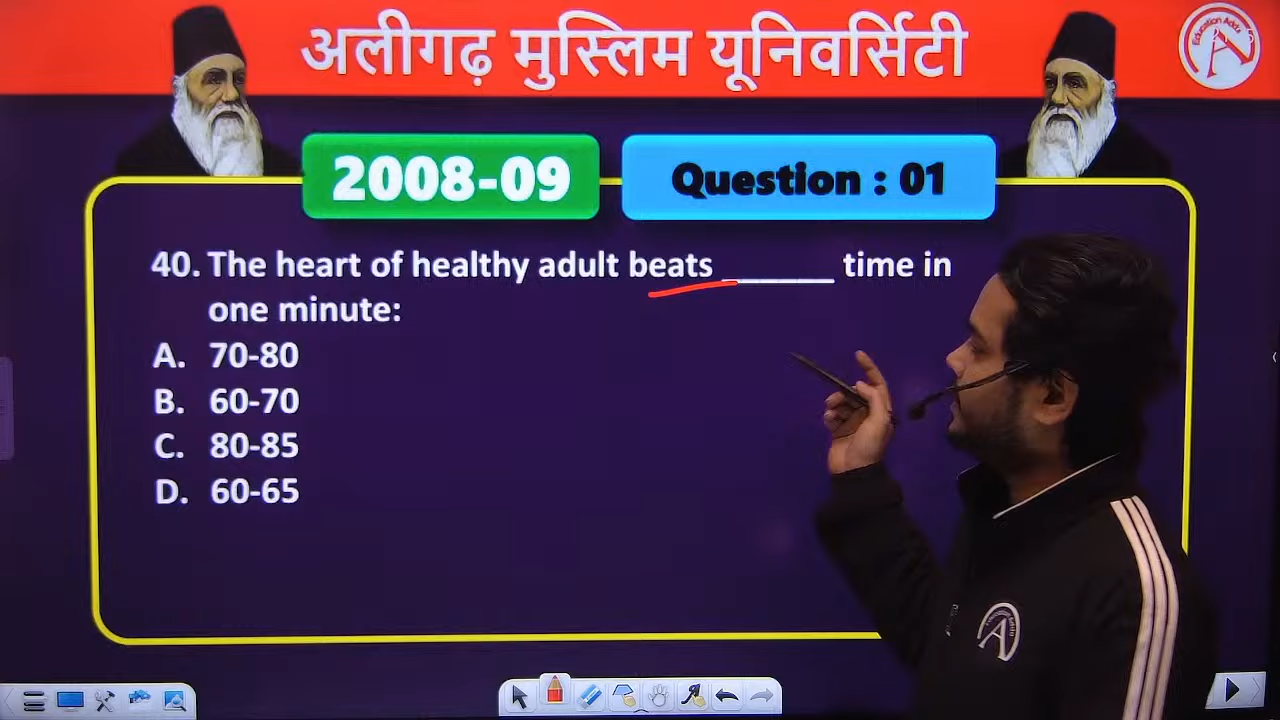 अलीगढ़ मुस्लिम यूनिवर्सिटी
2008-09
Question : 01
40. The heart of healthy adult beats ______ time in
one minute:
A. 70-80
B. 60-70
C. 80-85
D. 60-65